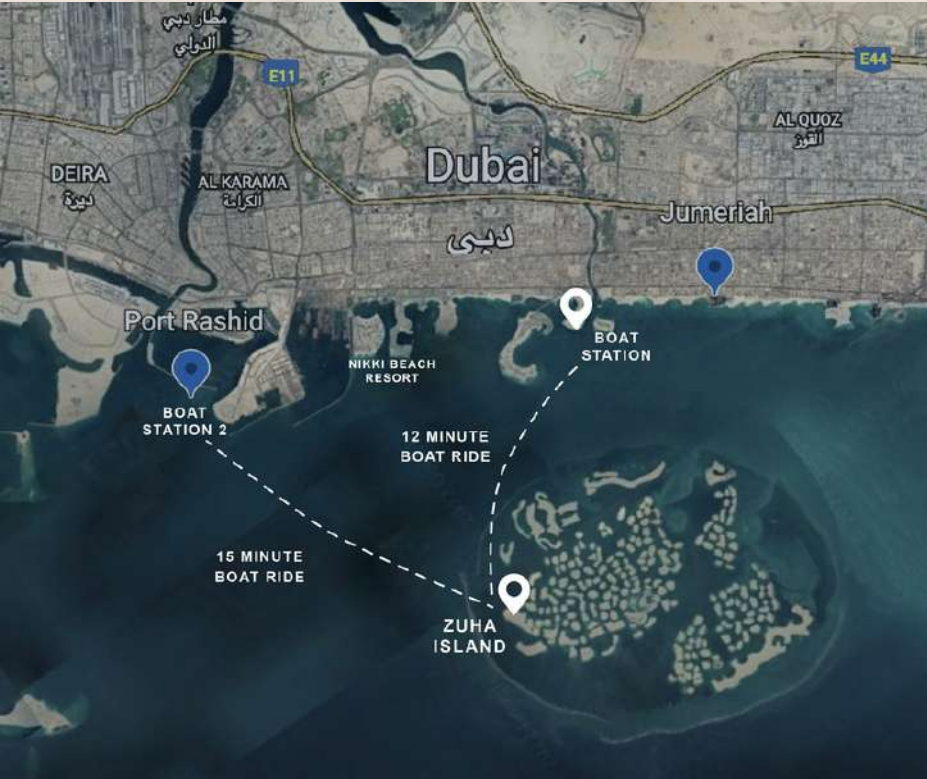 مطار دبي
الدولي
E11
E44
AL QUOZ
القوز
Dubai
DEIRA
ديرة
AL KARAMA
الكرامة
Jumeriah
دبي
Port Rashid
BOAT
STATION
NIKKI BEACH
RESORT
BOAT
STATION 2
12 MINUTE
BOAT RIDE
15 MINUTE
BOAT RIDE
ZUHA
ISLAND